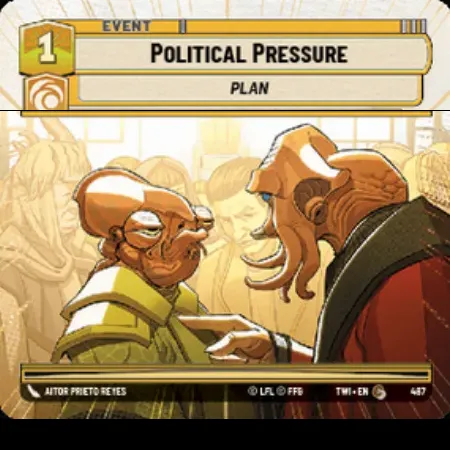 EVENT
1
POLITICAL PRESSURE
PLAN
AITOR PRIETO REYES © LFL © FFG TWI • EN 467